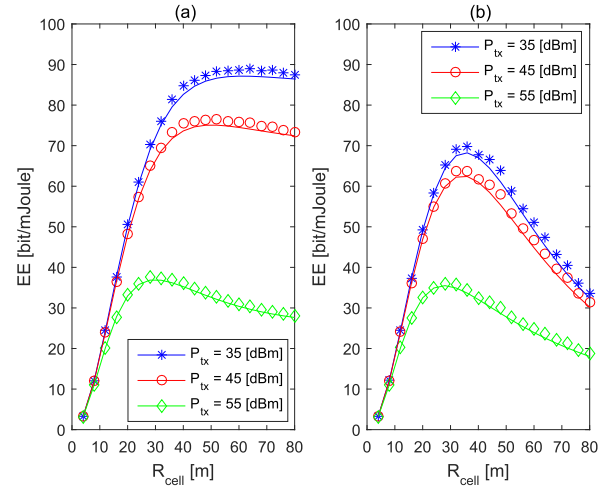 (a)
EE [bit/mJoule]
100
90
80
70
60
50
40
30
20
10
0
0 10 20 30 40 50 60 70 80
R_cell [m]
P_tx = 35 [dBm]
P_tx = 45 [dBm]
P_tx = 55 [dBm]
(b)
EE [bit/mJoule]
100
90
80
70
60
50
40
30
20
10
0
0 10 20 30 40 50 60 70 80
R_cell [m]
P_tx = 35 [dBm]
P_tx = 45 [dBm]
P_tx = 55 [dBm]